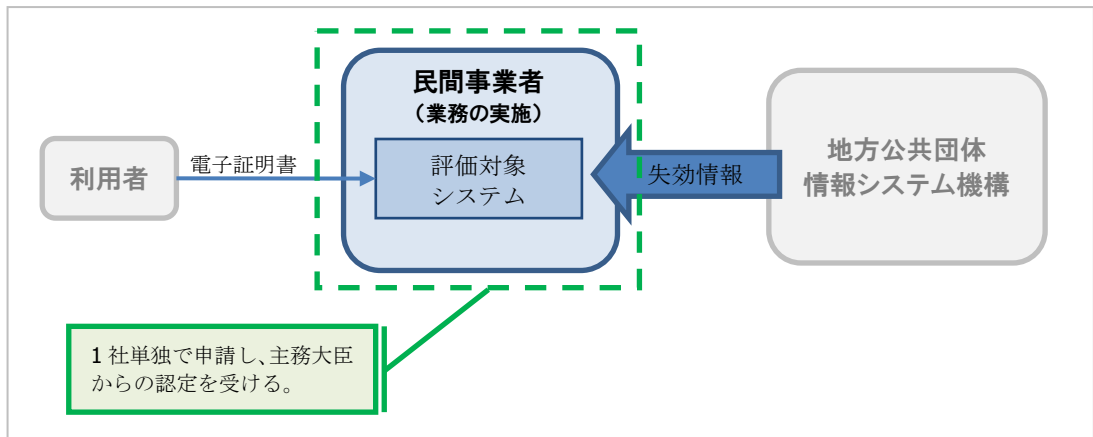 民間事業者
（業務の実施）
利用者
電子証明書
評価対象
システム
失効情報
地方公共団体
情報システム機構
1 社単独で申請し、主務大臣
からの認定を受ける。